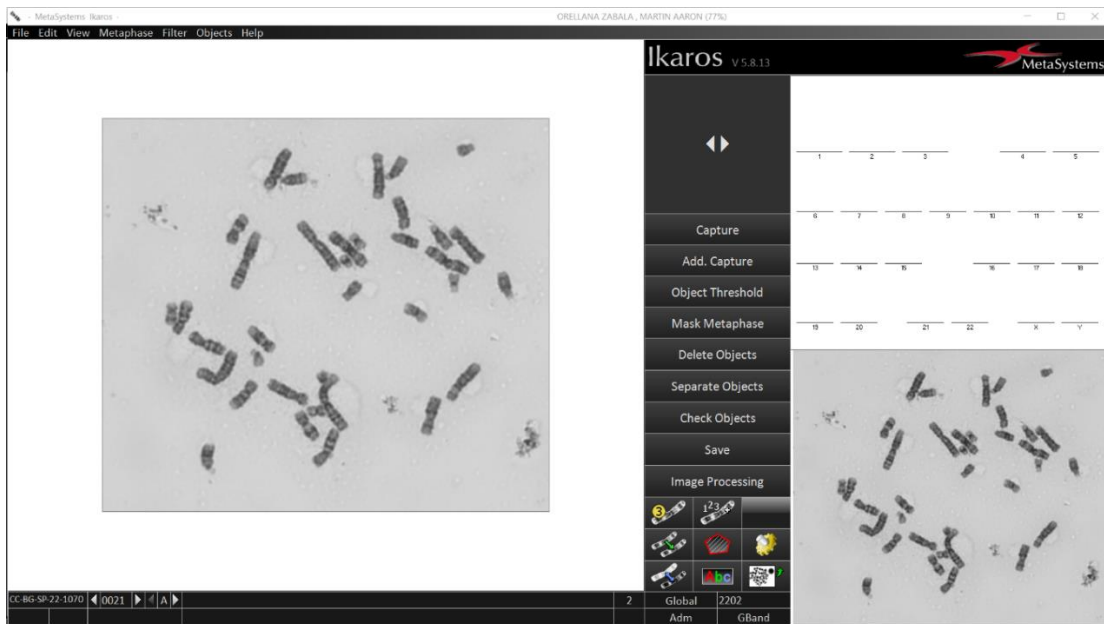 - MetaSystems Ikaros - ORELLANA ZABALA , MARTIN AARON (77%)
File Edit View Metaphase Filter Objects Help
Ikaros V 5.8.13 MetaSystems
1 2 3 4 5
6 7 8 9 10 11 12
13 14 15 16 17 18
19 20 21 22 X Y
Capture
Add. Capture
Object Threshold
Mask Metaphase
Delete Objects
Separate Objects
Check Objects
Save
Image Processing
3 123
Abc ?
CC-BG-SP-22-1070 0021 A 2 Global 2202
Adm GBand